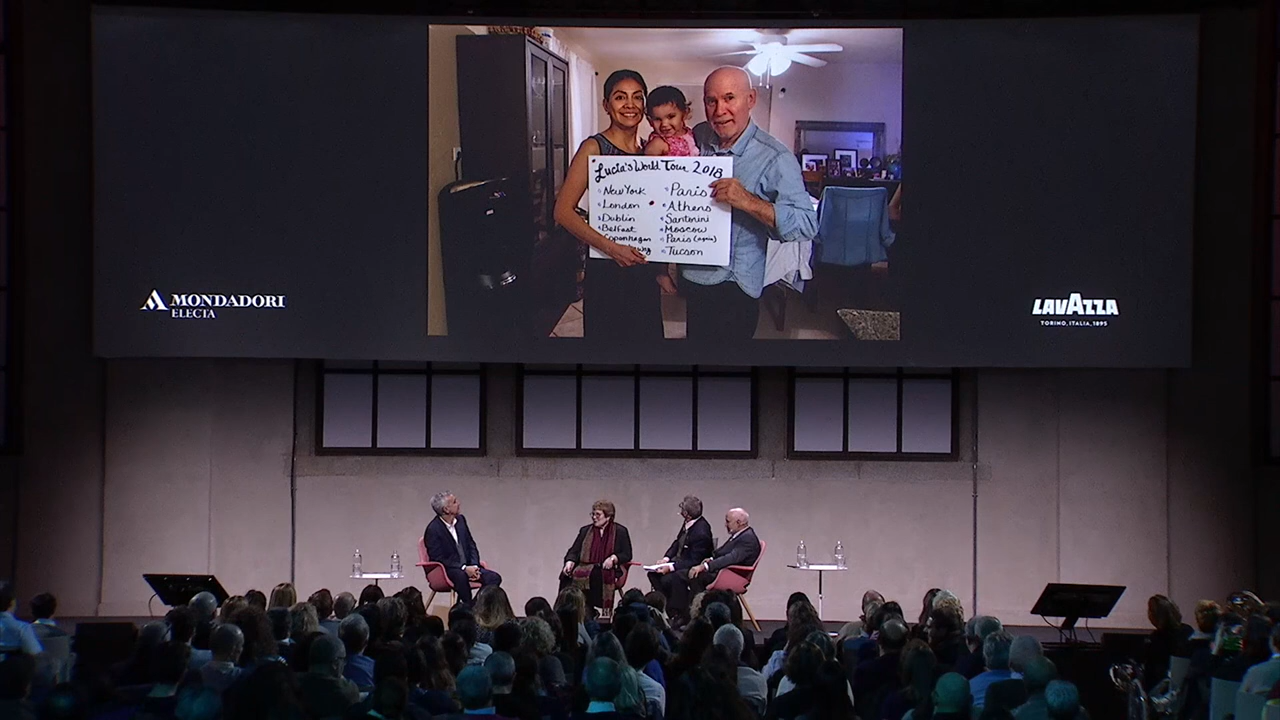 Lucia's World Tour 2018
New York
London
Dublin
Belfast
Copenhagen
Paris
Athens
Santorini
Moscow
Paris (again)
Tucson
MONDADORI
ELECTA
LAVAZZA
TORINO, ITALIA, 1895